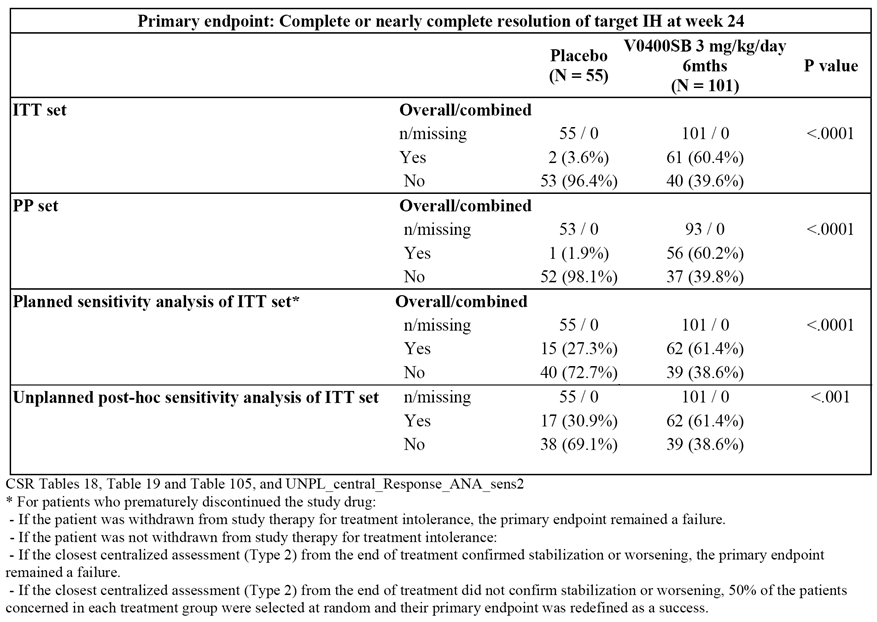 Primary endpoint: Complete or nearly complete resolution of target IH at week 24
Placebo (N = 55) V0400SB 3 mg/kg/day 6mths (N = 101) P value
ITT set Overall/combined
n/missing 55 / 0 101 / 0 <.0001
Yes 2 (3.6%) 61 (60.4%)
No 53 (96.4%) 40 (39.6%)
PP set Overall/combined
n/missing 53 / 0 93 / 0 <.0001
Yes 1 (1.9%) 56 (60.2%)
No 52 (98.1%) 37 (39.8%)
Planned sensitivity analysis of ITT set* Overall/combined
n/missing 55 / 0 101 / 0 <.0001
Yes 15 (27.3%) 62 (61.4%)
No 40 (72.7%) 39 (38.6%)
Unplanned post-hoc sensitivity analysis of ITT set n/missing 55 / 0 101 / 0 <.001
Yes 17 (30.9%) 62 (61.4%)
No 38 (69.1%) 39 (38.6%)
CSR Tables 18, Table 19 and Table 105, and UNPL_central_Response_ANA_sens2
* For patients who prematurely discontinued the study drug:
- If the patient was withdrawn from study therapy for treatment intolerance, the primary endpoint remained a failure.
- If the patient was not withdrawn from study therapy for treatment intolerance:
- If the closest centralized assessment (Type 2) from the end of treatment confirmed stabilization or worsening, the primary endpoint
remained a failure.
- If the closest centralized assessment (Type 2) from the end of treatment did not confirm stabilization or worsening, 50% of the patients
concerned in each treatment group were selected at random and their primary endpoint was redefined as a success.